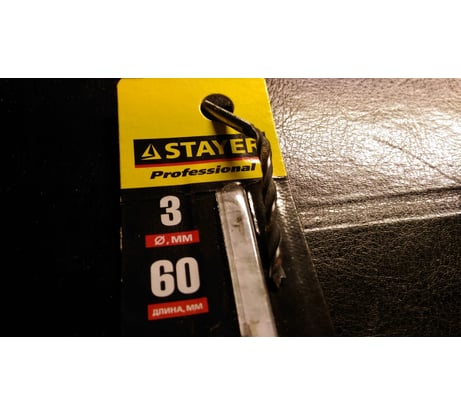 STAYER
Professional
3
Ø, ММ
60
ДЛИНА, ММ